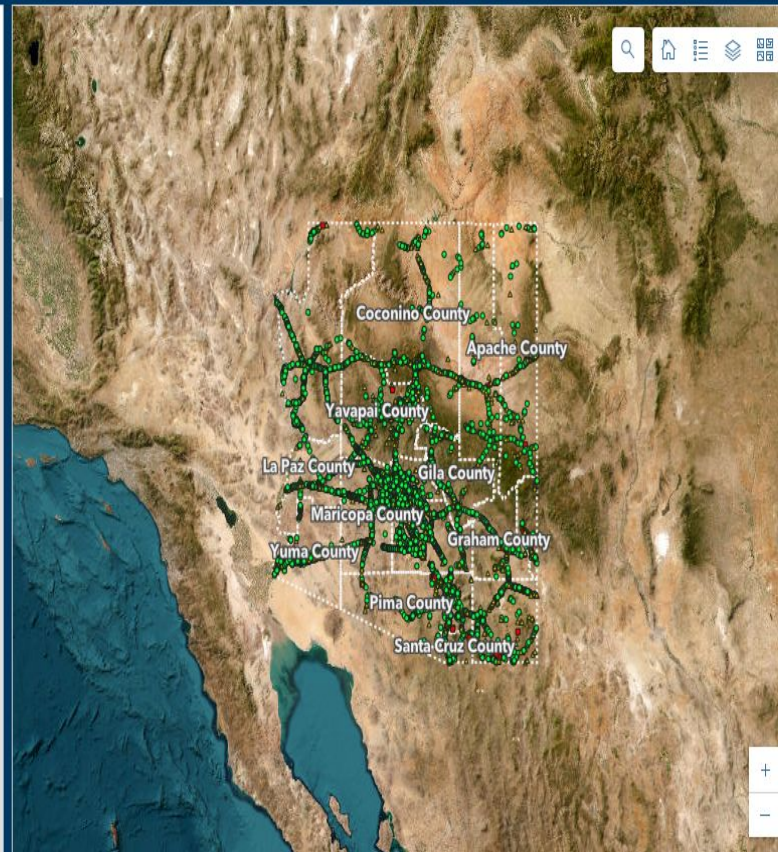 Coconino County
Apache County
Yavapai County
La Paz County
Gila County
Maricopa County
Graham County
Yuma County
Pima County
Santa Cruz County
+
−